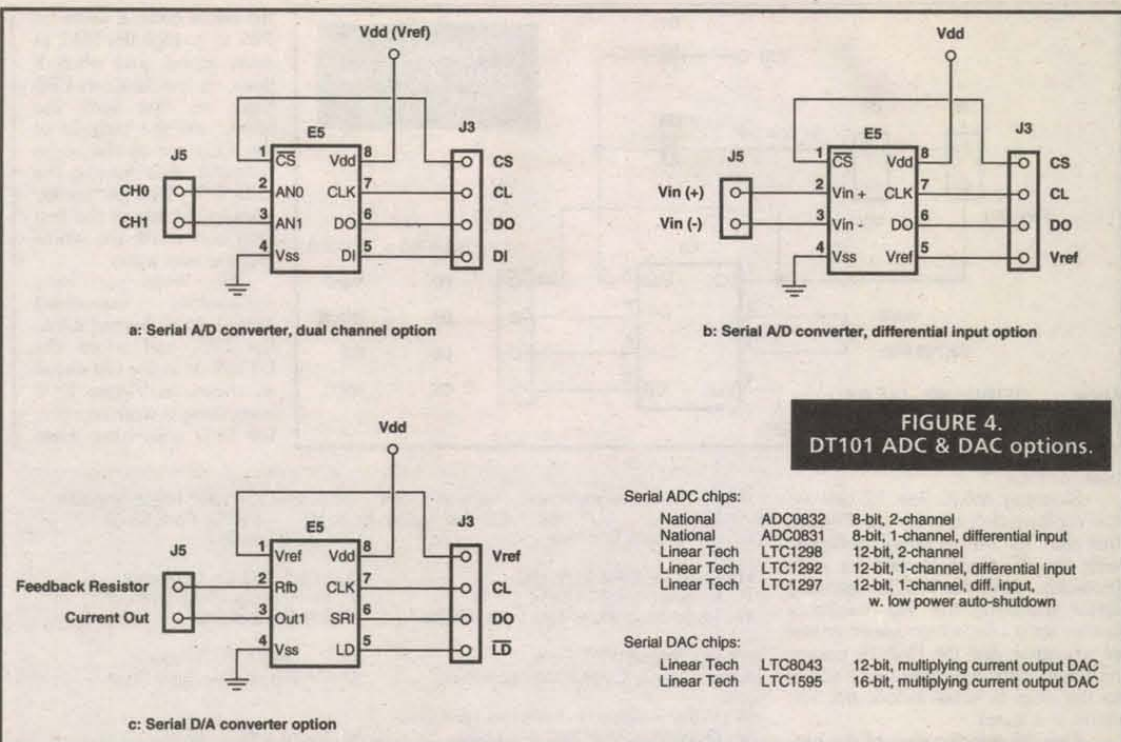 Vdd (Vref)
E5
J3
J5
1 CS Vdd 8 CS
CH0 2 AN0 CLK 7 CL
CH1 3 AN1 DO 6 DO
4 Vss DI 5 DI
a: Serial A/D converter, dual channel option
Vdd
E5
J3
J5
1 CS Vdd 8 CS
Vin (+) 2 Vin + CLK 7 CL
Vin (-) 3 Vin - DO 6 DO
4 Vss Vref 5 Vref
b: Serial A/D converter, differential input option
FIGURE 4.
DT101 ADC & DAC options.
Vdd
E5
J3
J5
1 Vref Vdd 8 Vref
Feedback Resistor 2 Rfb CLK 7 CL
Current Out 3 Out1 SRI 6 DO
4 Vss LD 5 LD
c: Serial D/A converter option
Serial ADC chips:
National ADC0832 8-bit, 2-channel
National ADC0831 8-bit, 1-channel, differential input
Linear Tech LTC1298 12-bit, 2-channel
Linear Tech LTC1292 12-bit, 1-channel, differential input
Linear Tech LTC1297 12-bit, 1-channel, diff. input,
w. low power auto-shutdown
Serial DAC chips:
Linear Tech LTC8043 12-bit, multiplying current output DAC
Linear Tech LTC1595 16-bit, multiplying current output DAC